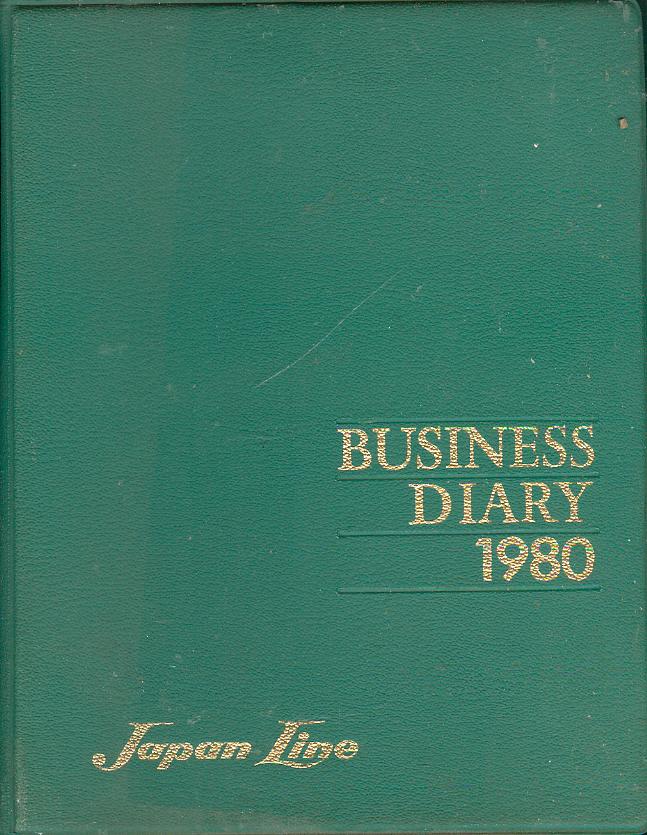 BUSINESS
DIARY
1980
Japan Line